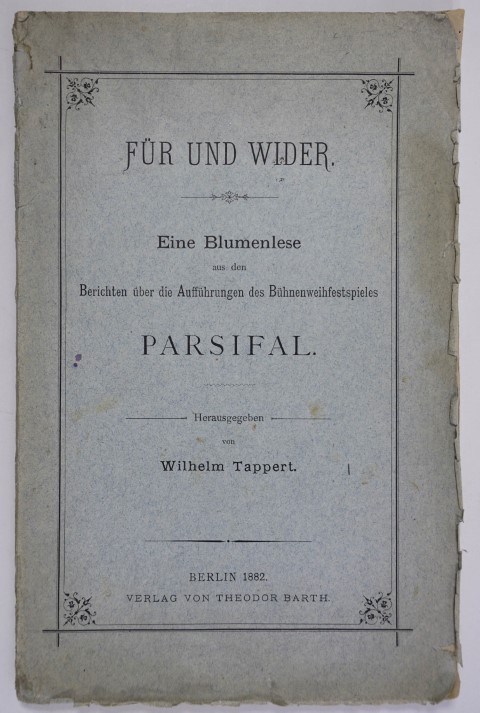 FÜR UND WIDER.
Eine Blumenlese
aus den
Berichten über die Aufführungen des Bühnenweihfestspieles
PARSIFAL.
Herausgegeben
von
Wilhelm Tappert.
BERLIN 1882.
VERLAG VON THEODOR BARTH.